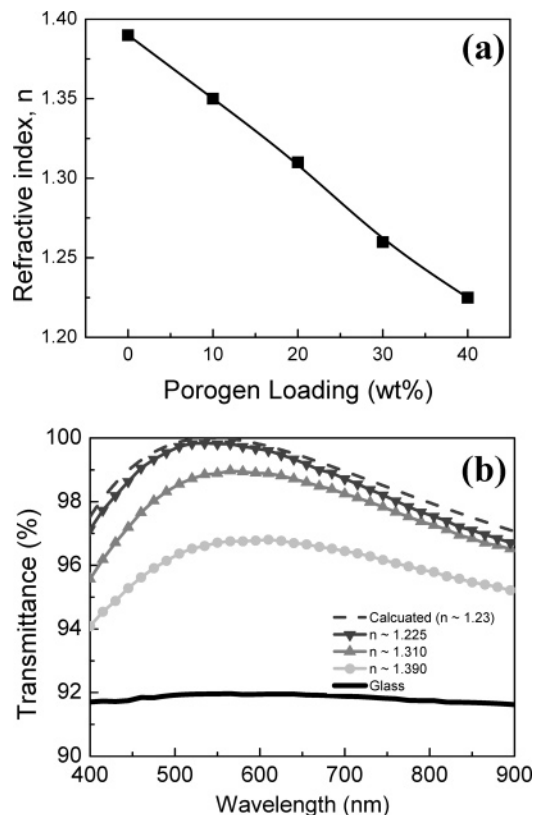 1.40
(a)
1.35
1.30
1.25
1.20
Refractive index, n
0 10 20 30 40
Porogen Loading (wt%)
100
(b)
98
96
94
92
90
Transmittance (%)
Calcuated (n ~ 1.23)
n ~ 1.225
n ~ 1.310
n ~ 1.390
Glass
400 500 600 700 800 900
Wavelength (nm)